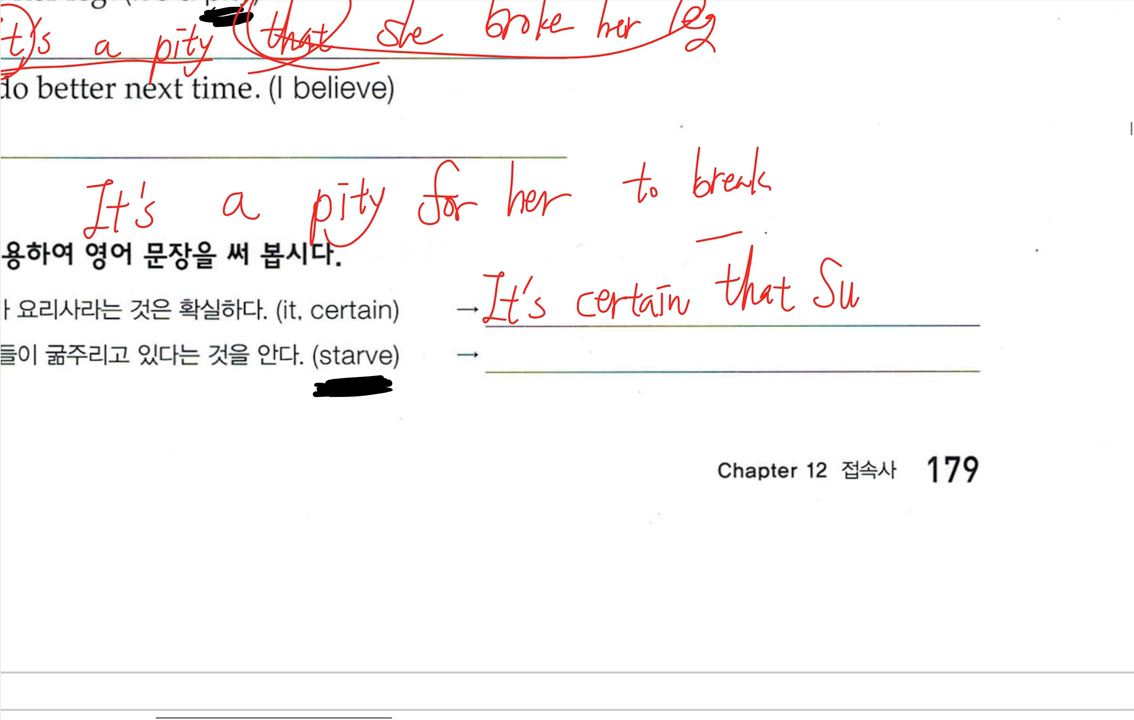 t's a pity that she broke her leg
do better next time. (I believe)
It's a pity for her to break
용하여 영어 문장을 써 봅시다.
요리사라는 것은 확실하다. (it, certain) → It's certain that Su
들이 굶주리고 있다는 것을 안다. (starve) →
Chapter 12 접속사 179